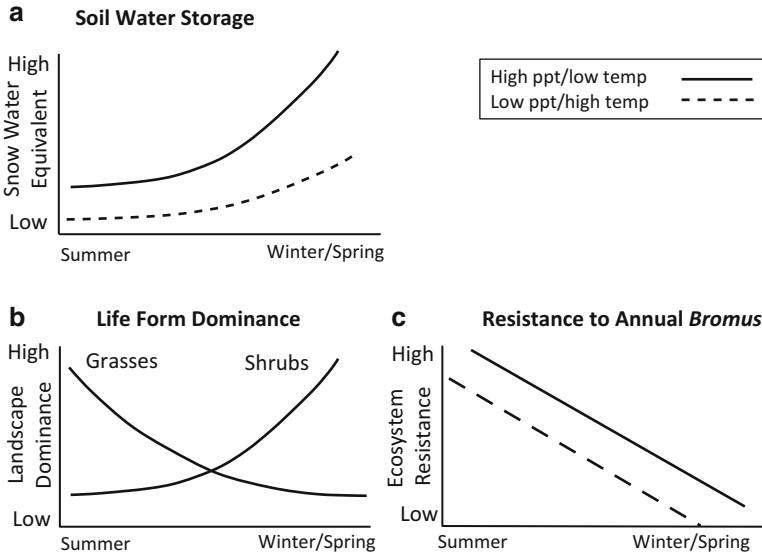 a
Soil Water Storage
High
Snow Water
Equivalent
Low
Summer
Winter/Spring
High ppt/low temp
Low ppt/high temp
b
Life Form Dominance
High
Grasses
Shrubs
Landscape
Dominance
Low
Summer
Winter/Spring
c
Resistance to Annual Bromus
High
Ecosystem
Resistance
Low
Summer
Winter/Spring